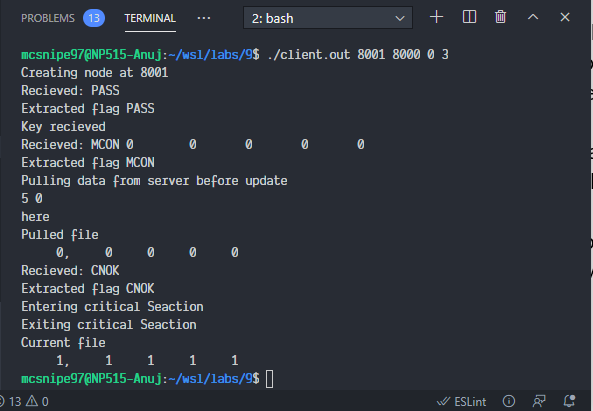 PROBLEMS 13 TERMINAL ... 2: bash
mcsnipe97@NP515-Anuj:~/wsl/labs/9$ ./client.out 8001 8000 0 3
Creating node at 8001
Recieved: PASS
Extracted flag PASS
Key recieved
Recieved: MCON 0 0 0 0 0
Extracted flag MCON
Pulling data from server before update
5 0
here
Pulled file
0, 0 0 0 0
Recieved: CNOK
Extracted flag CNOK
Entering critical Seaction
Exiting critical Seaction
Current file
1, 1 1 1 1
mcsnipe97@NP515-Anuj:~/wsl/labs/9$
13 0 ESLint